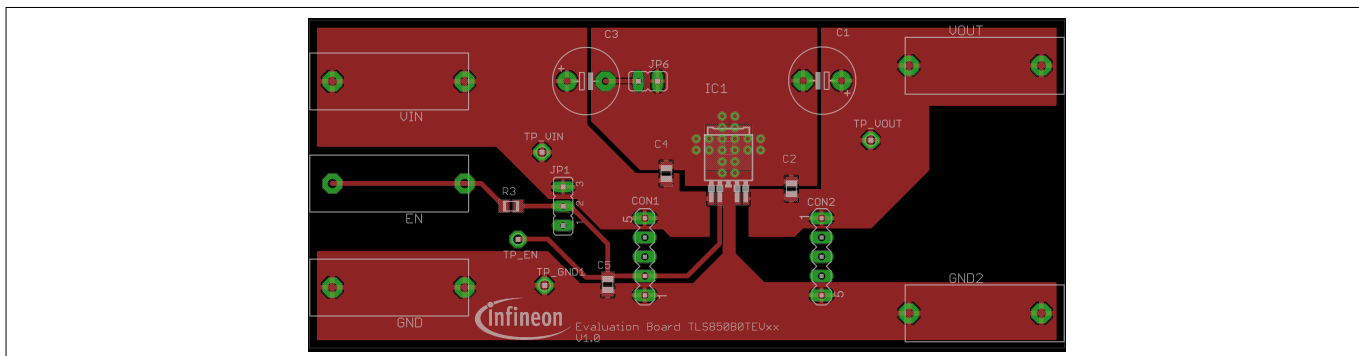 C3
C1
VOUT
+
JP6
IC1
+
VIN
TP_VIN
TP_VOUT
C4
C2
JP1
3
R3
2
CON1
CON2
EN
5
1
1
TP_EN
TP_GND1
C5
GND2
1
5
GND
infineon
Evaluation Board TLS850B0TEVxx
V1.0